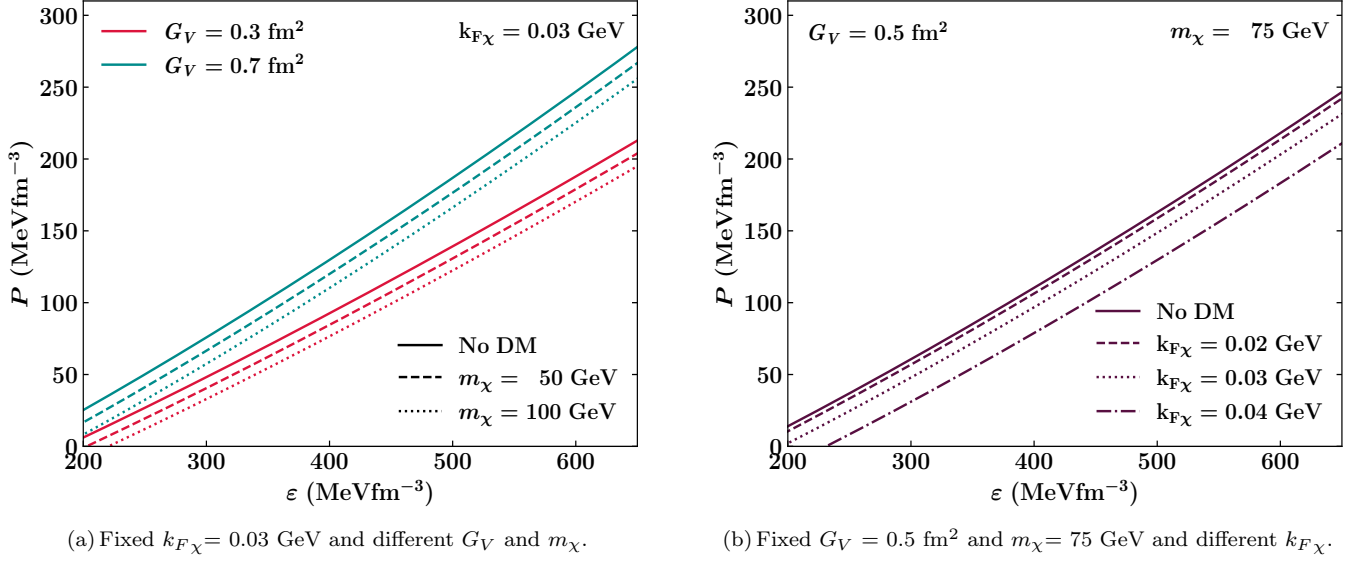 300
250
200
150
100
50
0
P (MeVfm⁻³)
G_V = 0.3 fm²
G_V = 0.7 fm²
k_Fχ = 0.03 GeV
No DM
m_χ = 50 GeV
m_χ = 100 GeV
200 300 400 500 600
ε (MeVfm⁻³)
(a) Fixed k_Fχ= 0.03 GeV and different G_V and m_χ.
300
250
200
150
100
50
0
P (MeVfm⁻³)
G_V = 0.5 fm²
m_χ = 75 GeV
No DM
k_Fχ = 0.02 GeV
k_Fχ = 0.03 GeV
k_Fχ = 0.04 GeV
200 300 400 500 600
ε (MeVfm⁻³)
(b) Fixed G_V = 0.5 fm² and m_χ= 75 GeV and different k_Fχ.